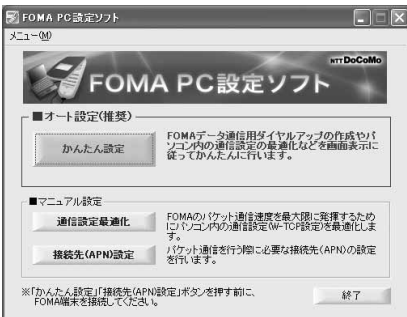 FOMA PC設定ソフト
メニュー(M)
NTT DoCoMo
FOMA PC設定ソフト
■オート設定(推奨)
かんたん設定
FOMAデータ通信用ダイヤルアップの作成やパ
ソコン内の通信設定の最適化などを画面表示に
従ってかんたんに行います。
■マニュアル設定
通信設定最適化
FOMAのパケット通信速度を最大限に発揮するため
にパソコン内の通信設定(W-TCP設定)を最適化しま
す。
接続先(APN)設定
パケット通信を行う際に必要な接続先(APN)の設定
を行います。
※「かんたん設定」「接続先(APN)設定」ボタンを押す前に、
FOMA端末を接続してください。
終了